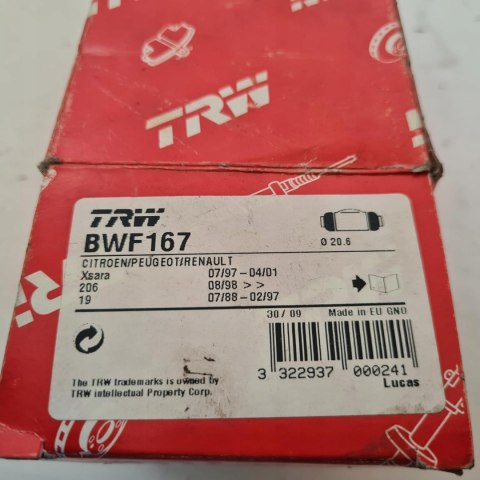 TRW
TRW
BWF167
Ø 20.6
CITROEN/PEUGEOT/RENAULT
Xsara 07/97 - 04/01
206 08/98 > >
19 07/88 - 02/97
30 / 09 Made in EU GNO
3 322937 000241
Lucas
The TRW trademarks is owned by
TRW intellectual Property Corp.